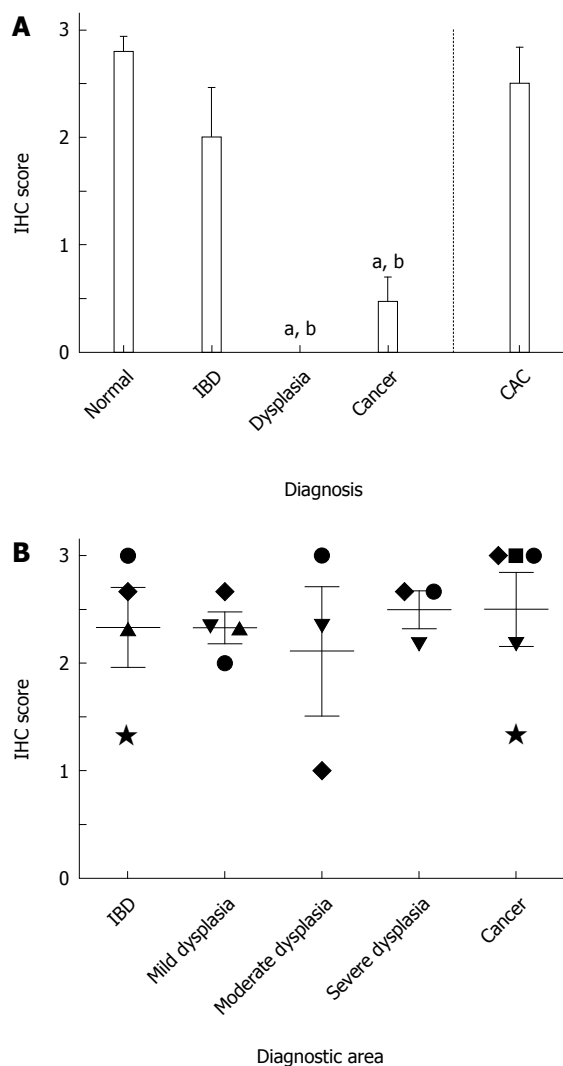 A
3
2
1
0
IHC score
a, b
a, b
Normal
IBD
Dysplasia
Cancer
CAC
Diagnosis
B
3
2
1
0
IHC score
IBD
Mild dysplasia
Moderate dysplasia
Severe dysplasia
Cancer
Diagnostic area